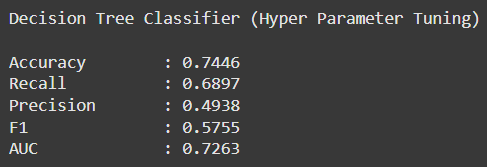 Decision Tree Classifier (Hyper Parameter Tuning)
Accuracy : 0.7446
Recall : 0.6897
Precision : 0.4938
F1 : 0.5755
AUC : 0.7263